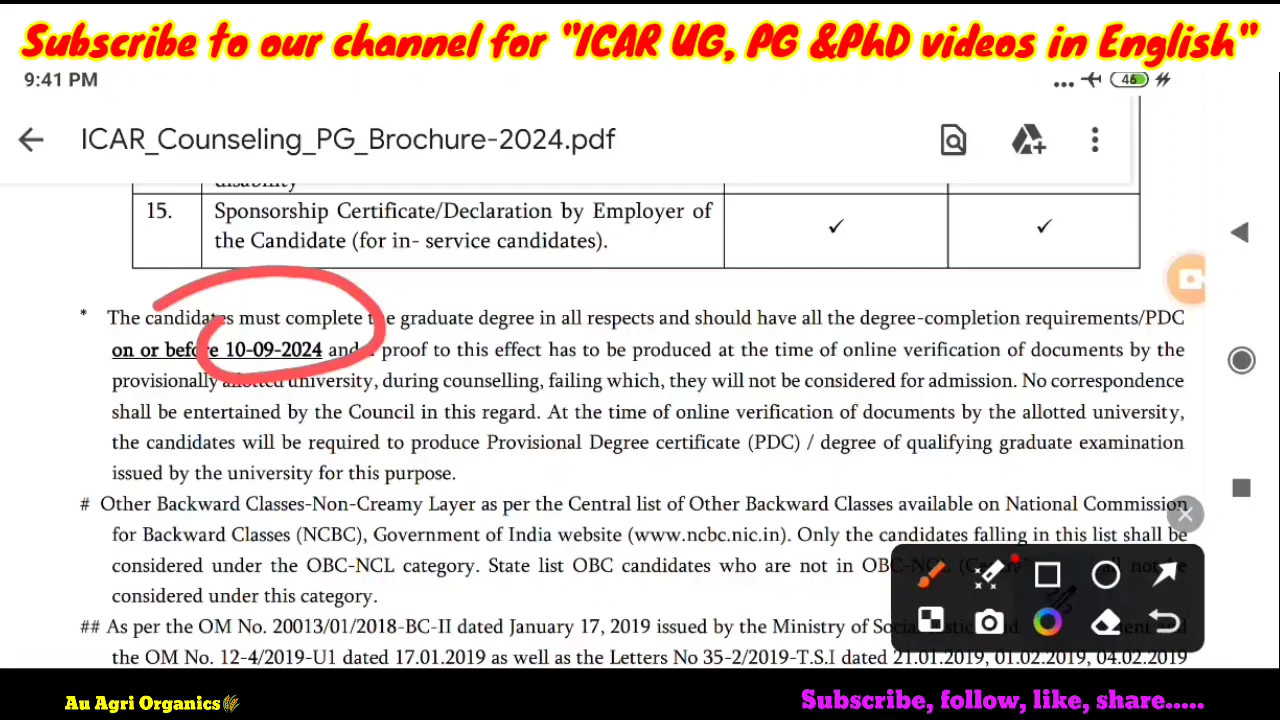 Subscribe to our channel for "ICAR UG, PG &PhD videos in English"
9:41 PM
46
ICAR_Counseling_PG_Brochure-2024.pdf
disability
15. Sponsorship Certificate/Declaration by Employer of
the Candidate (for in- service candidates). ✓ ✓
* The candidates must complete the graduate degree in all respects and should have all the degree-completion requirements/PDC
on or before 10-09-2024 and a proof to this effect has to be produced at the time of online verification of documents by the
provisionally allotted university, during counselling, failing which, they will not be considered for admission. No correspondence
shall be entertained by the Council in this regard. At the time of online verification of documents by the allotted university,
the candidates will be required to produce Provisional Degree certificate (PDC) / degree of qualifying graduate examination
issued by the university for this purpose.
# Other Backward Classes-Non-Creamy Layer as per the Central list of Other Backward Classes available on National Commission
for Backward Classes (NCBC), Government of India website (www.ncbc.nic.in). Only the candidates falling in this list shall be
considered under the OBC-NCL category. State list OBC candidates who are not in OBC-NCL
considered under this category.
## As per the OM No. 20013/01/2018-BC-II dated January 17, 2019 issued by the Ministry of
the OM No. 12-4/2019-U1 dated 17.01.2019 as well as the Letters No 35-2/2019-T.S.I dated 21.01.2019, 01.02.2019, 04.02.2019
Au Agri Organics
Subscribe, follow, like, share.....